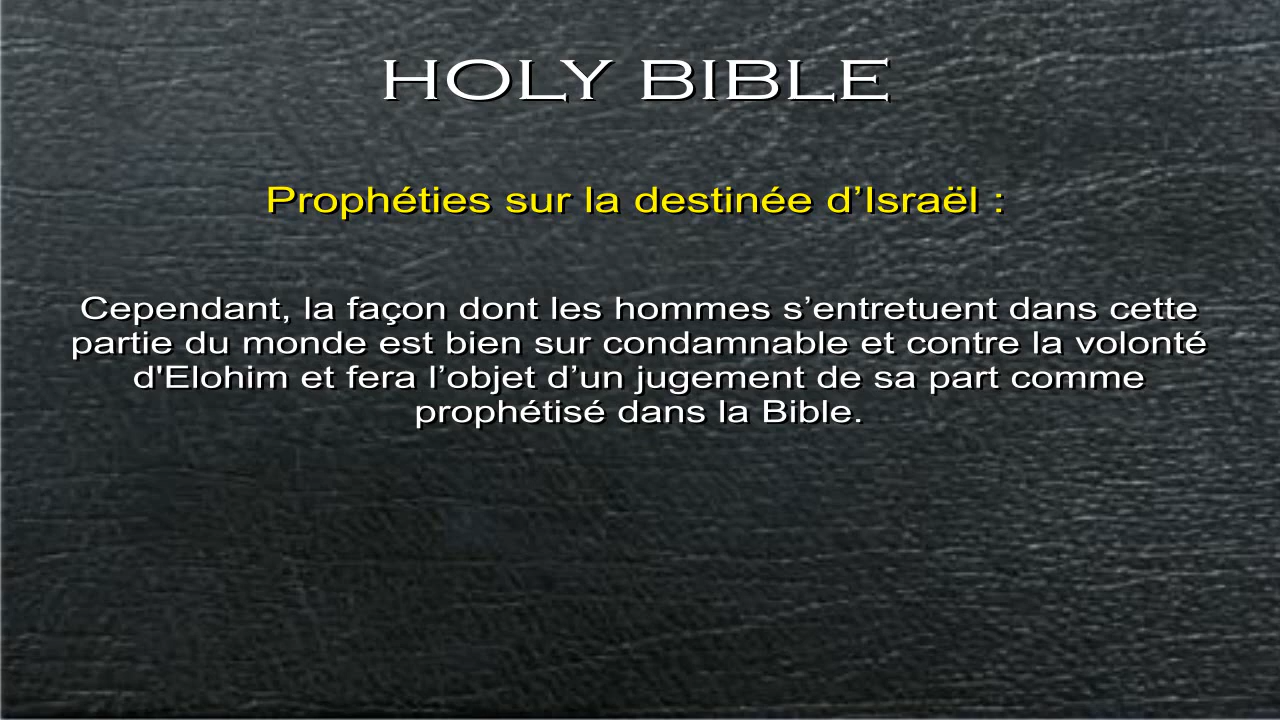 HOLY BIBLE
Prophéties sur la destinée d’Israël :
Cependant, la façon dont les hommes s’entretuent dans cette
partie du monde est bien sur condamnable et contre la volonté
d'Elohim et fera l’objet d’un jugement de sa part comme
prophétisé dans la Bible.